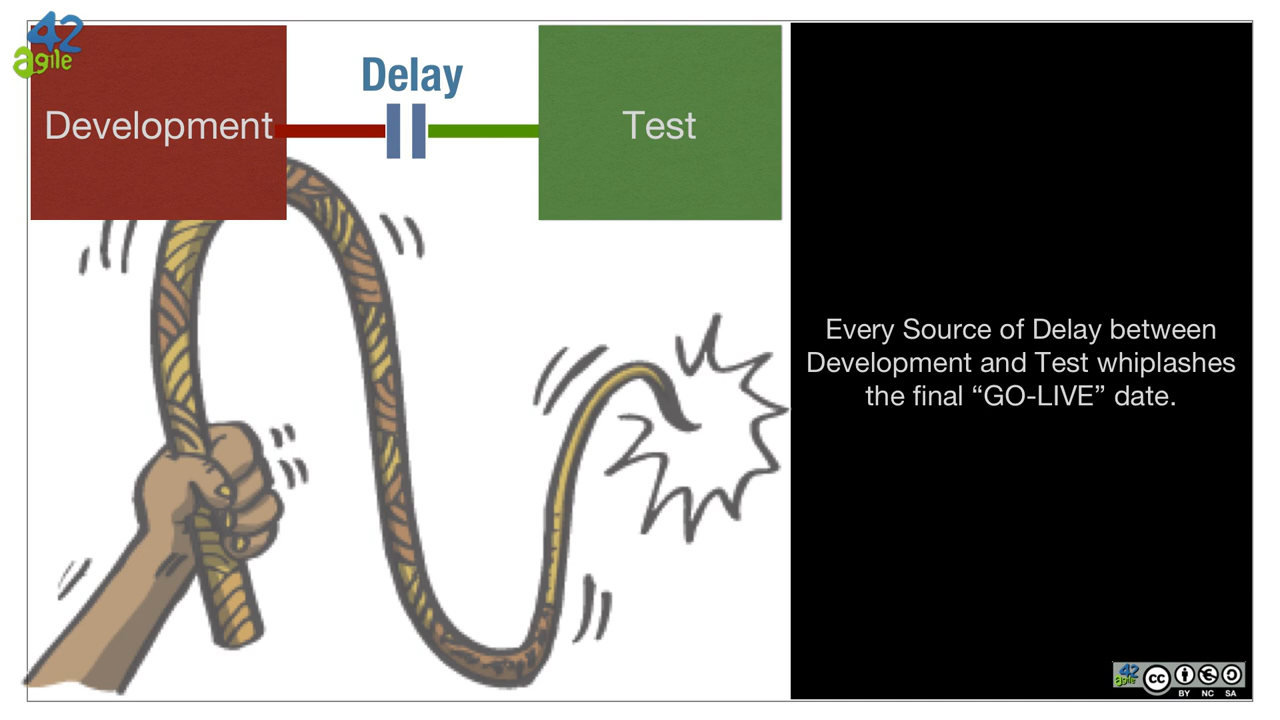 agile
42
Delay
Development
Test
Every Source of Delay between
Development and Test whiplashes
the final “GO-LIVE” date.
agile
42
cc
BY NC SA